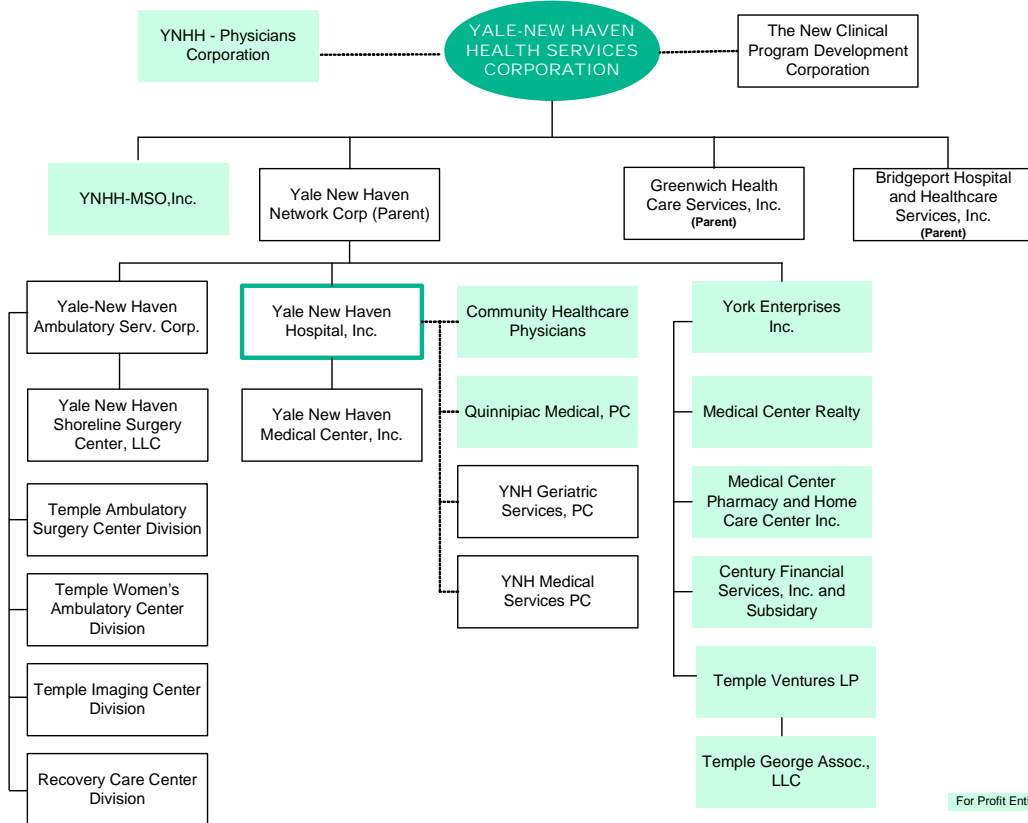 YNHH - Physicians
Corporation
YALE-NEW HAVEN
HEALTH SERVICES
CORPORATION
The New Clinical
Program Development
Corporation
YNHH-MSO,Inc.
Yale New Haven
Network Corp (Parent)
Greenwich Health
Care Services, Inc.
(Parent)
Bridgeport Hospital
and Healthcare
Services, Inc.
(Parent)
Yale-New Haven
Ambulatory Serv. Corp.
Yale New Haven
Hospital, Inc.
Community Healthcare
Physicians
York Enterprises
Inc.
Yale New Haven
Shoreline Surgery
Center, LLC
Yale New Haven
Medical Center, Inc.
Quinnipiac Medical, PC
Medical Center Realty
Temple Ambulatory
Surgery Center Division
YNH Geriatric
Services, PC
Medical Center
Pharmacy and Home
Care Center Inc.
Temple Women's
Ambulatory Center
Division
YNH Medical
Services PC
Century Financial
Services, Inc. and
Subsidary
Temple Imaging Center
Division
Temple Ventures LP
Recovery Care Center
Division
Temple George Assoc.,
LLC
For Profit Enti